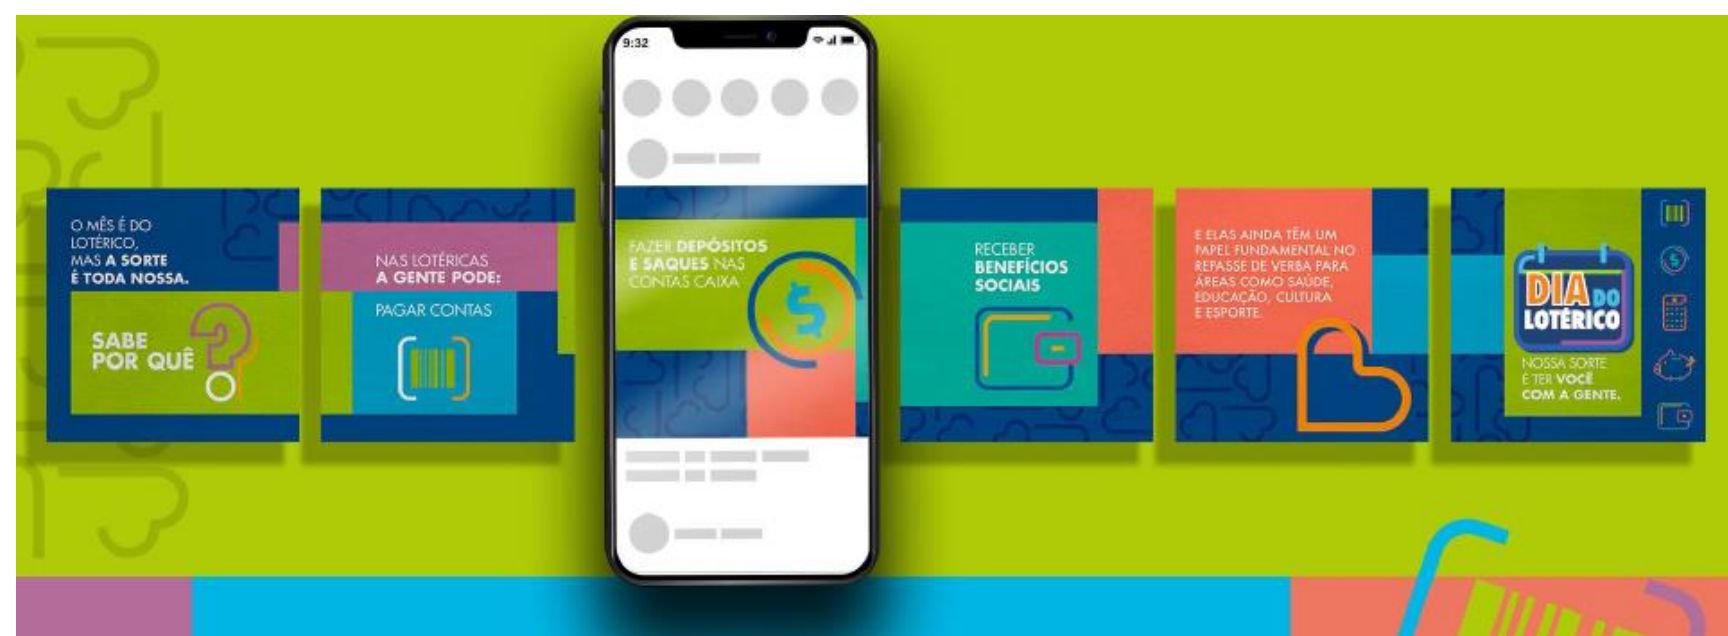 O MÊS É DO
LOTÉRICO,
MAS A SORTE
É TODA NOSSA.
SABE
POR QUÊ
NAS LOTÉRICAS
A GENTE PODE:
PAGAR CONTAS
9:32
FAZER DEPÓSITOS
E SAQUES NAS
CONTAS CAIXA
RECEBER
BENEFÍCIOS
SOCIAIS
E ELAS AINDA TÊM UM
PAPEL FUNDAMENTAL NO
REPASSE DE VERBA PARA
ÁREAS COMO SAÚDE,
EDUCAÇÃO, CULTURA
E ESPORTE.
DIA DO
LOTÉRICO
NOSSA SORTE
É TER VOCÊ
COM A GENTE.